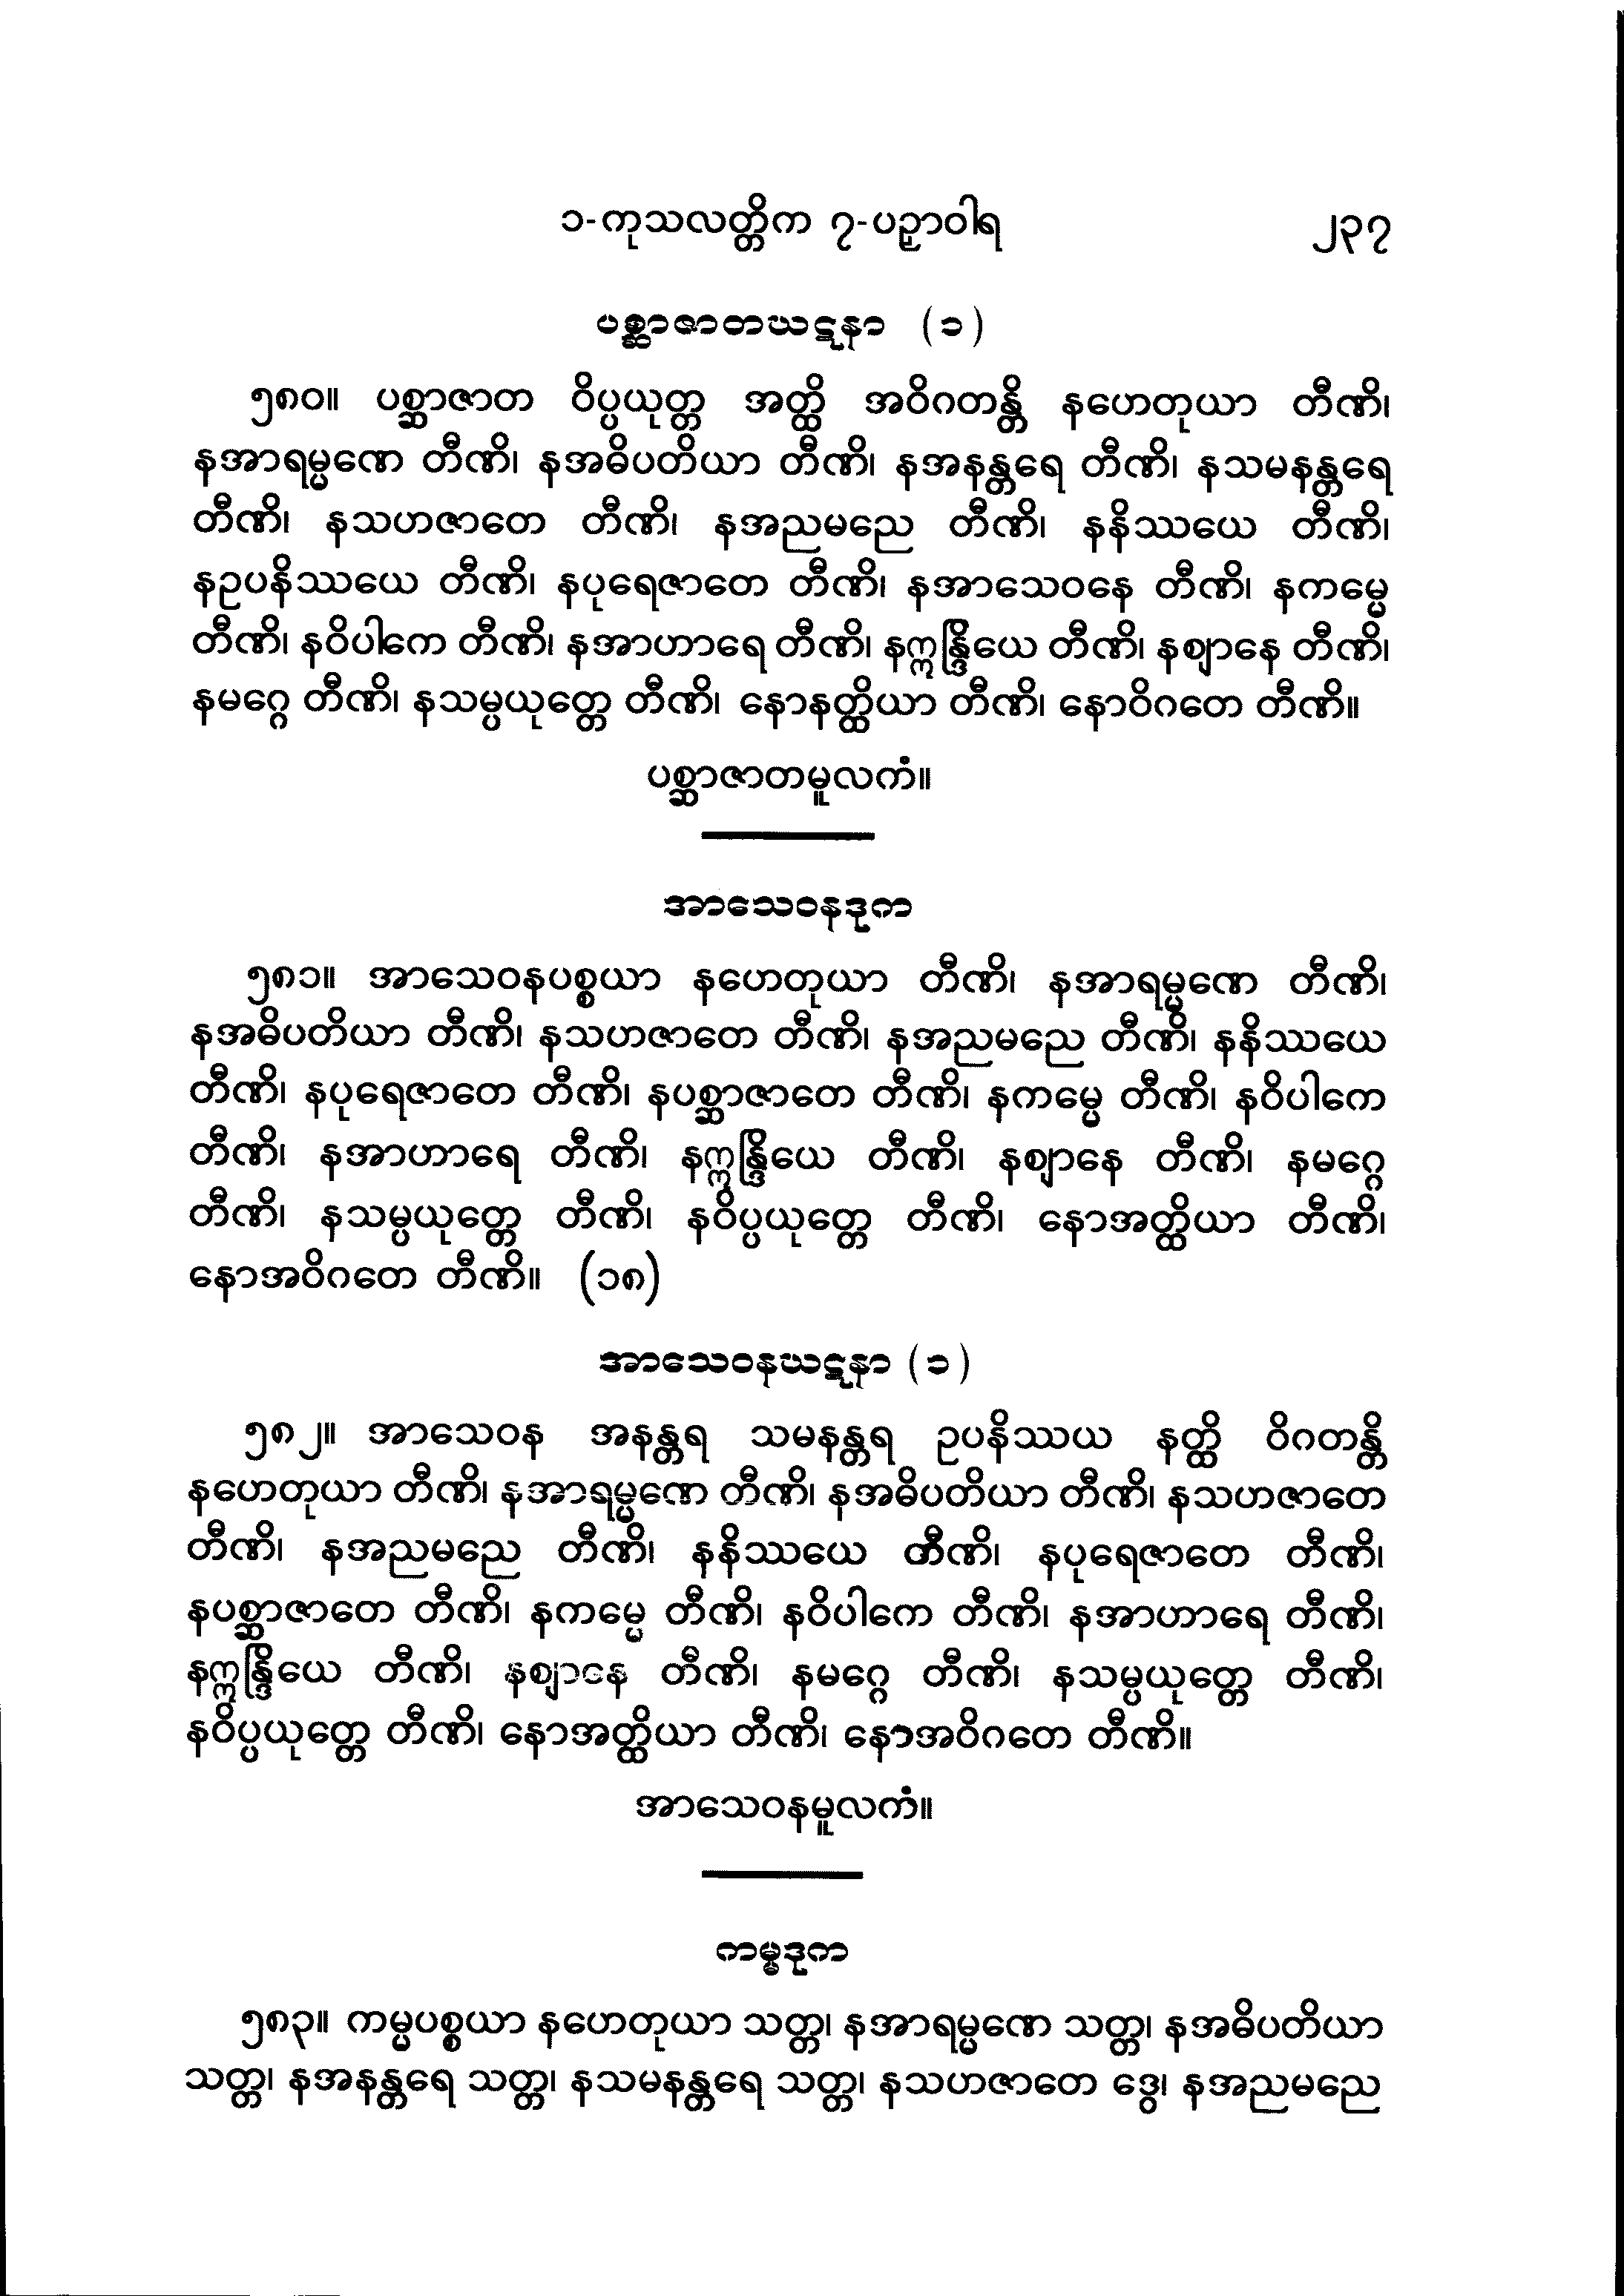 ၁-ကုသလတ္တိက ၇-ပဉှာဝါရ ၂၃၇
ပစ္ဆာဇာတဃဋနာ (၁)
၅၈၀။ ပစ္ဆာဇာတ ဝိပ္ပယုတ္တ အတ္ထိ အဝိဂတန္တိ နဟေတုယာ တီဏိ၊
နအာရမ္မဏေ တီဏိ၊ နအဓိပတိယာ တီဏိ၊ နအနန္တရေ တီဏိ၊ နသမနန္တရေ
တီဏိ၊ နသဟဇာတေ တီဏိ၊ နအညမညေ တီဏိ၊ နနိဿယေ တီဏိ၊
နဥပနိဿယေ တီဏိ၊ နပုရေဇာတေ တီဏိ၊ နအာသေဝနေ တီဏိ၊ နကမ္မေ
တီဏိ၊ နဝိပါကေ တီဏိ၊ နအာဟာရေ တီဏိ၊ နဣန္ဒြိယေ တီဏိ၊ နဈာနေ တီဏိ၊
နမဂ္ဂေ တီဏိ၊ နသမ္ပယုတ္တေ တီဏိ၊ နောနတ္ထိယာ တီဏိ၊ နောဝိဂတေ တီဏိ။
ပစ္ဆာဇာတမူလကံ။
အာသေဝနဒုက
၅၈၁။ အာသေဝနပစ္စယာ နဟေတုယာ တီဏိ၊ နအာရမ္မဏေ တီဏိ၊
နအဓိပတိယာ တီဏိ၊ နသဟဇာတေ တီဏိ၊ နအညမညေ တီဏိ၊ နနိဿယေ
တီဏိ၊ နပုရေဇာတေ တီဏိ၊ နပစ္ဆာဇာတေ တီဏိ၊ နကမ္မေ တီဏိ၊ နဝိပါကေ
တီဏိ၊ နအာဟာရေ တီဏိ၊ နဣန္ဒြိယေ တီဏိ၊ နဈာနေ တီဏိ၊ နမဂ္ဂေ
တီဏိ၊ နသမ္ပယုတ္တေ တီဏိ၊ နဝိပ္ပယုတ္တေ တီဏိ၊ နောအတ္ထိယာ တီဏိ၊
နောအဝိဂတေ တီဏိ။ (၁၈)
အာသေဝနဃဋနာ (၁)
၅၈၂။ အာသေဝန အနန္တရ သမနန္တရ ဥပနိဿယ နတ္ထိ ဝိဂတန္တိ
နဟေတုယာ တီဏိ၊ နအာရမ္မဏေ တီဏိ၊ နအဓိပတိယာ တီဏိ၊ နသဟဇာတေ
တီဏိ၊ နအညမညေ တီဏိ၊ နနိဿယေ တီဏိ၊ နပုရေဇာတေ တီဏိ၊
နပစ္ဆာဇာတေ တီဏိ၊ နကမ္မေ တီဏိ၊ နဝိပါကေ တီဏိ၊ နအာဟာရေ တီဏိ၊
နဣန္ဒြိယေ တီဏိ၊ နဈာနေ တီဏိ၊ နမဂ္ဂေ တီဏိ၊ နသမ္ပယုတ္တေ တီဏိ၊
နဝိပ္ပယုတ္တေ တီဏိ၊ နောအတ္ထိယာ တီဏိ၊ နောအဝိဂတေ တီဏိ။
အာသေဝနမူလကံ။
ကမ္မဒုက
၅၈၃။ ကမ္မပစ္စယာ နဟေတုယာ သတ္တ၊ နအာရမ္မဏေ သတ္တ၊ နအဓိပတိယာ
သတ္တ၊ နအနန္တရေ သတ္တ၊ နသမနန္တရေ သတ္တ၊ နသဟဇာတေ ဒွေ၊ နအညမညေ